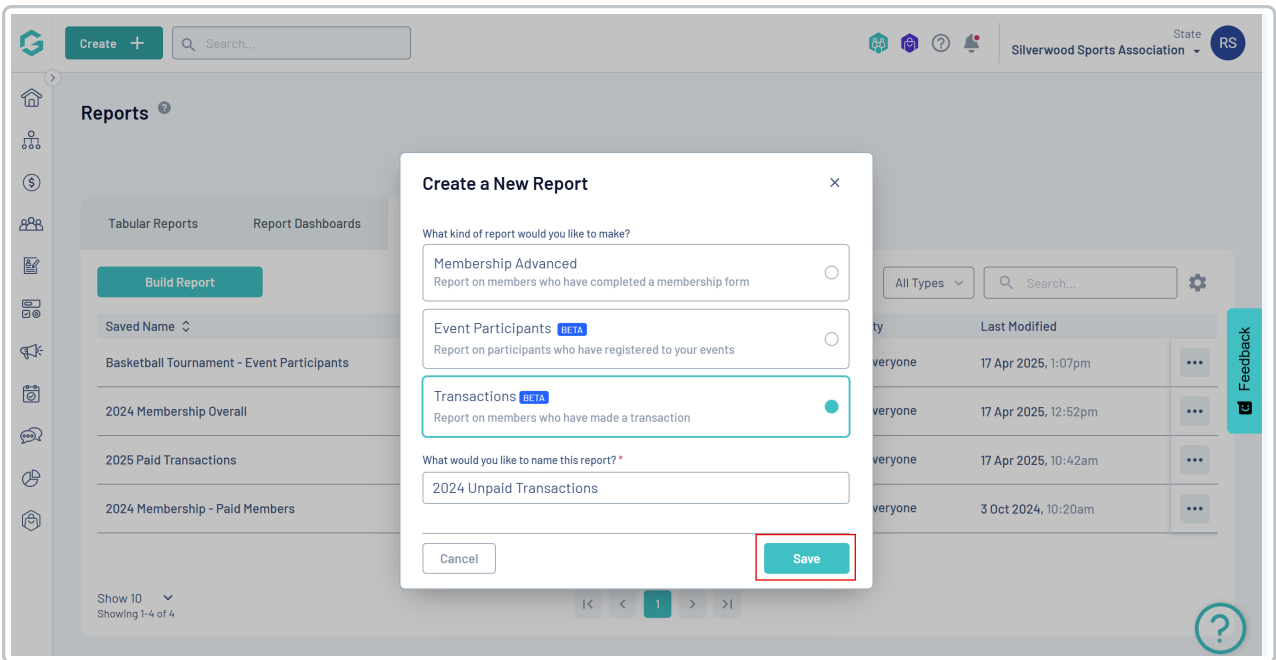 Create +
Search...
State
Silverwood Sports Association
RS
Reports
Tabular Reports
Report Dashboards
Build Report
All Types
Search...
Saved Name
ty
Last Modified
Basketball Tournament - Event Participants
veryone
17 Apr 2025, 1:07pm
2024 Membership Overall
veryone
17 Apr 2025, 12:52pm
2025 Paid Transactions
veryone
17 Apr 2025, 10:42am
2024 Membership - Paid Members
veryone
3 Oct 2024, 10:20am
Show 10
Showing 1-4 of 4
1
Create a New Report
What kind of report would you like to make?
Membership Advanced
Report on members who have completed a membership form
Event Participants BETA
Report on participants who have registered to your events
Transactions BETA
Report on members who have made a transaction
What would you like to name this report? *
2024 Unpaid Transactions
Cancel
Save
Feedback